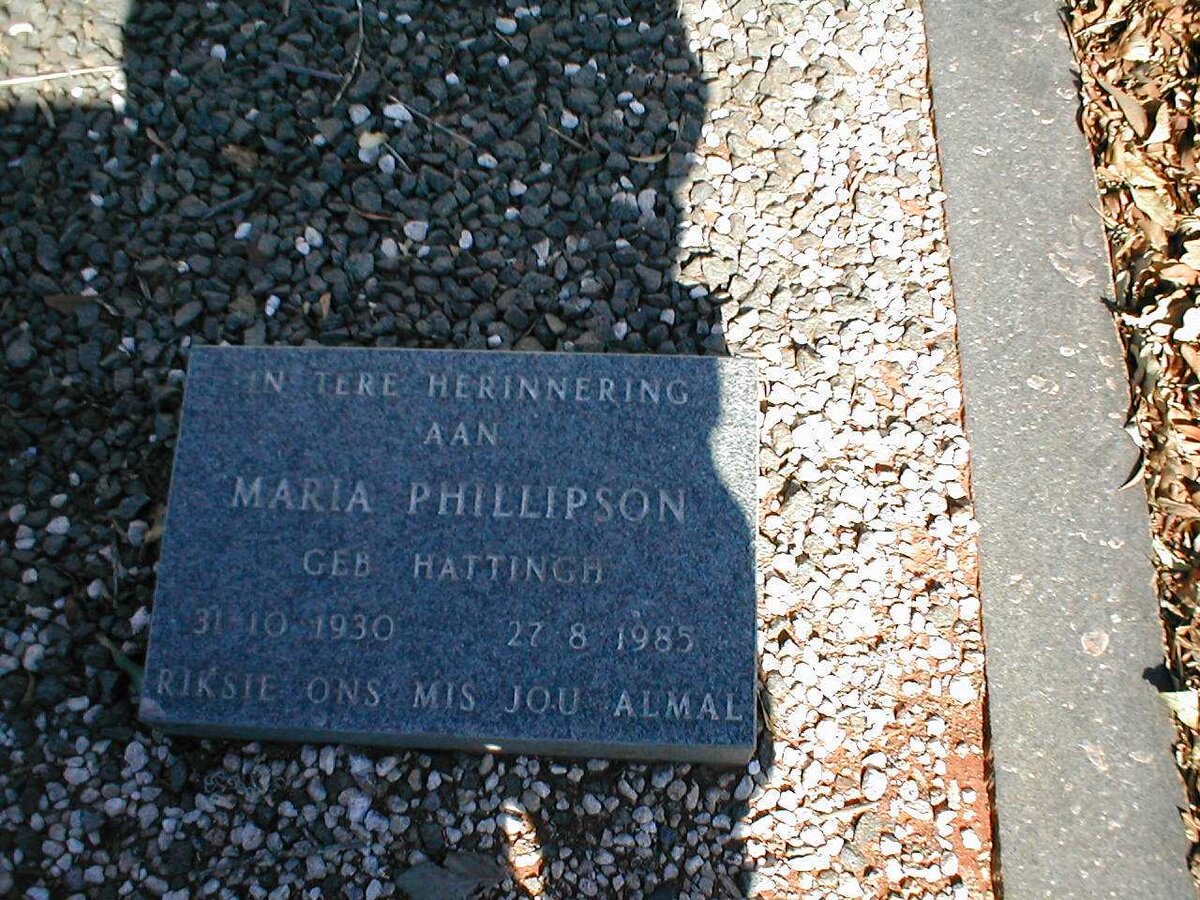 IN TERE HERINNERING
AAN
MARIA PHILLIPSON
GEB HATTINGH
31 10 1930 27 8 1985
RIKSIE ONS MIS JOU ALMAL